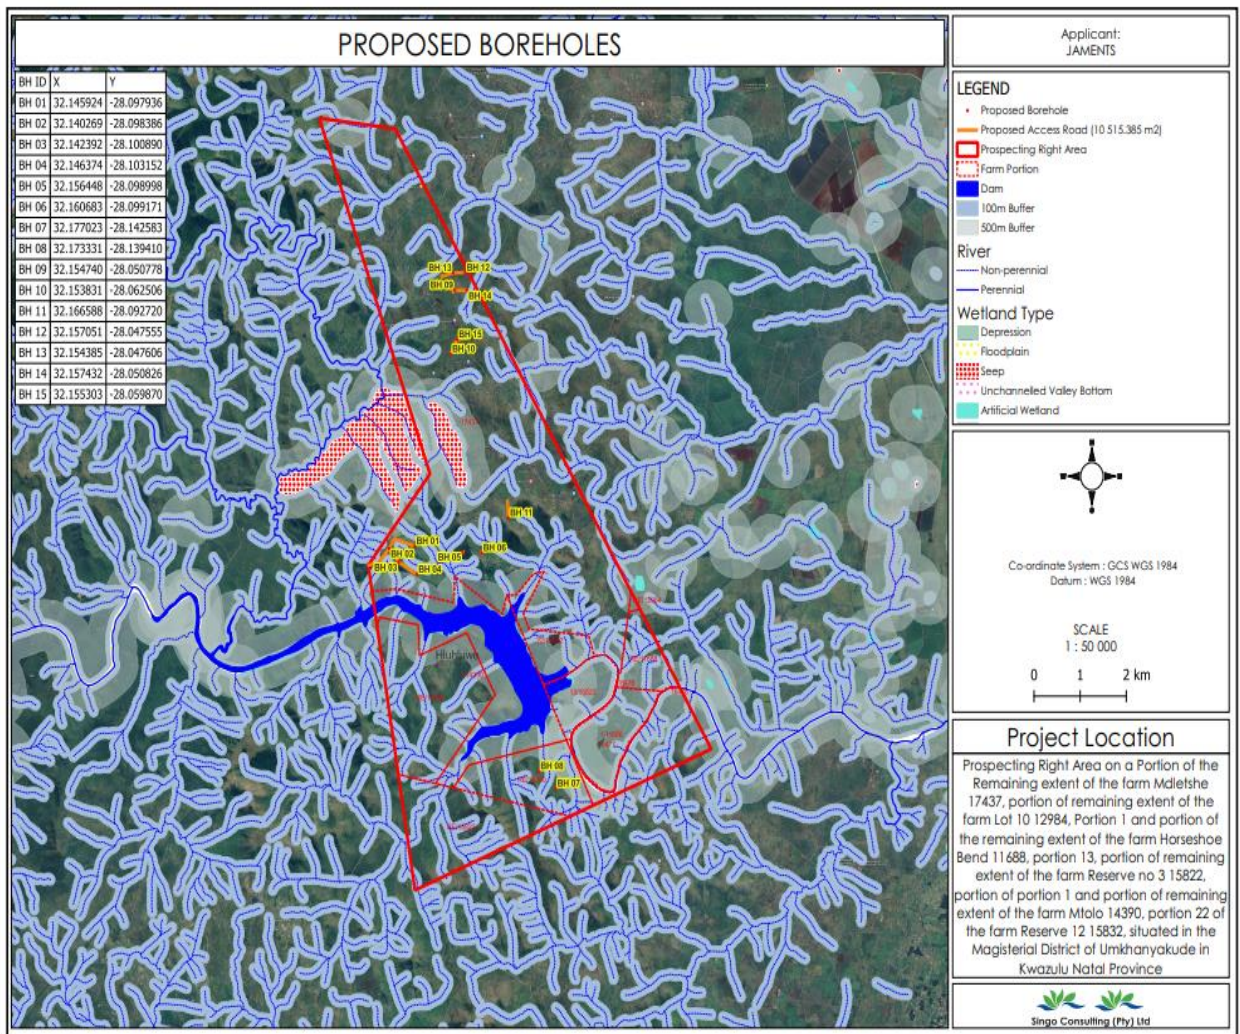 PROPOSED BOREHOLES
BH ID X Y
BH 01 32.145924 -28.097936
BH 02 32.140269 -28.098386
BH 03 32.142392 -28.100890
BH 04 32.146374 -28.103152
BH 05 32.156448 -28.098998
BH 06 32.160683 -28.099171
BH 07 32.177023 -28.142583
BH 08 32.173331 -28.139410
BH 09 32.154740 -28.050778
BH 10 32.153831 -28.062506
BH 11 32.166588 -28.092720
BH 12 32.157051 -28.047555
BH 13 32.154385 -28.047606
BH 14 32.157432 -28.050826
BH 15 32.155303 -28.059870
BH 13
BH 12
BH 09
BH 14
BH 15
BH 10
BH 11
BH 01
BH 02
BH 05
BH 06
BH 03
BH 04
Hluhluwe
BH 08
BH 07
Applicant:
JAMENTS
LEGEND
Proposed Borehole
Proposed Access Road (10 515.385 m2)
Prospecting Right Area
Farm Portion
Dam
100m Buffer
500m Buffer
River
Non-perennial
Perennial
Wetland Type
Depression
Floodplain
Seep
Unchannelled Valley Bottom
Artificial Wetland
Co-ordinate System : GCS WGS 1984
Datum : WGS 1984
SCALE
1 : 50 000
0 1 2 km
Project Location
Prospecting Right Area on a Portion of the
Remaining extent of the farm Mdletshe
17437, portion of remaining extent of the
farm Lot 10 12984, Portion 1 and portion of
the remaining extent of the farm Horseshoe
Bend 11688, portion 13, portion of remaining
extent of the farm Reserve no 3 15822,
portion of portion 1 and portion of remaining
extent of the farm Mtolo 14390, portion 22 of
the farm Reserve 12 15832, situated in the
Magisterial District of Umkhanyakude in
Kwazulu Natal Province
Singo Consulting (Pty) Ltd